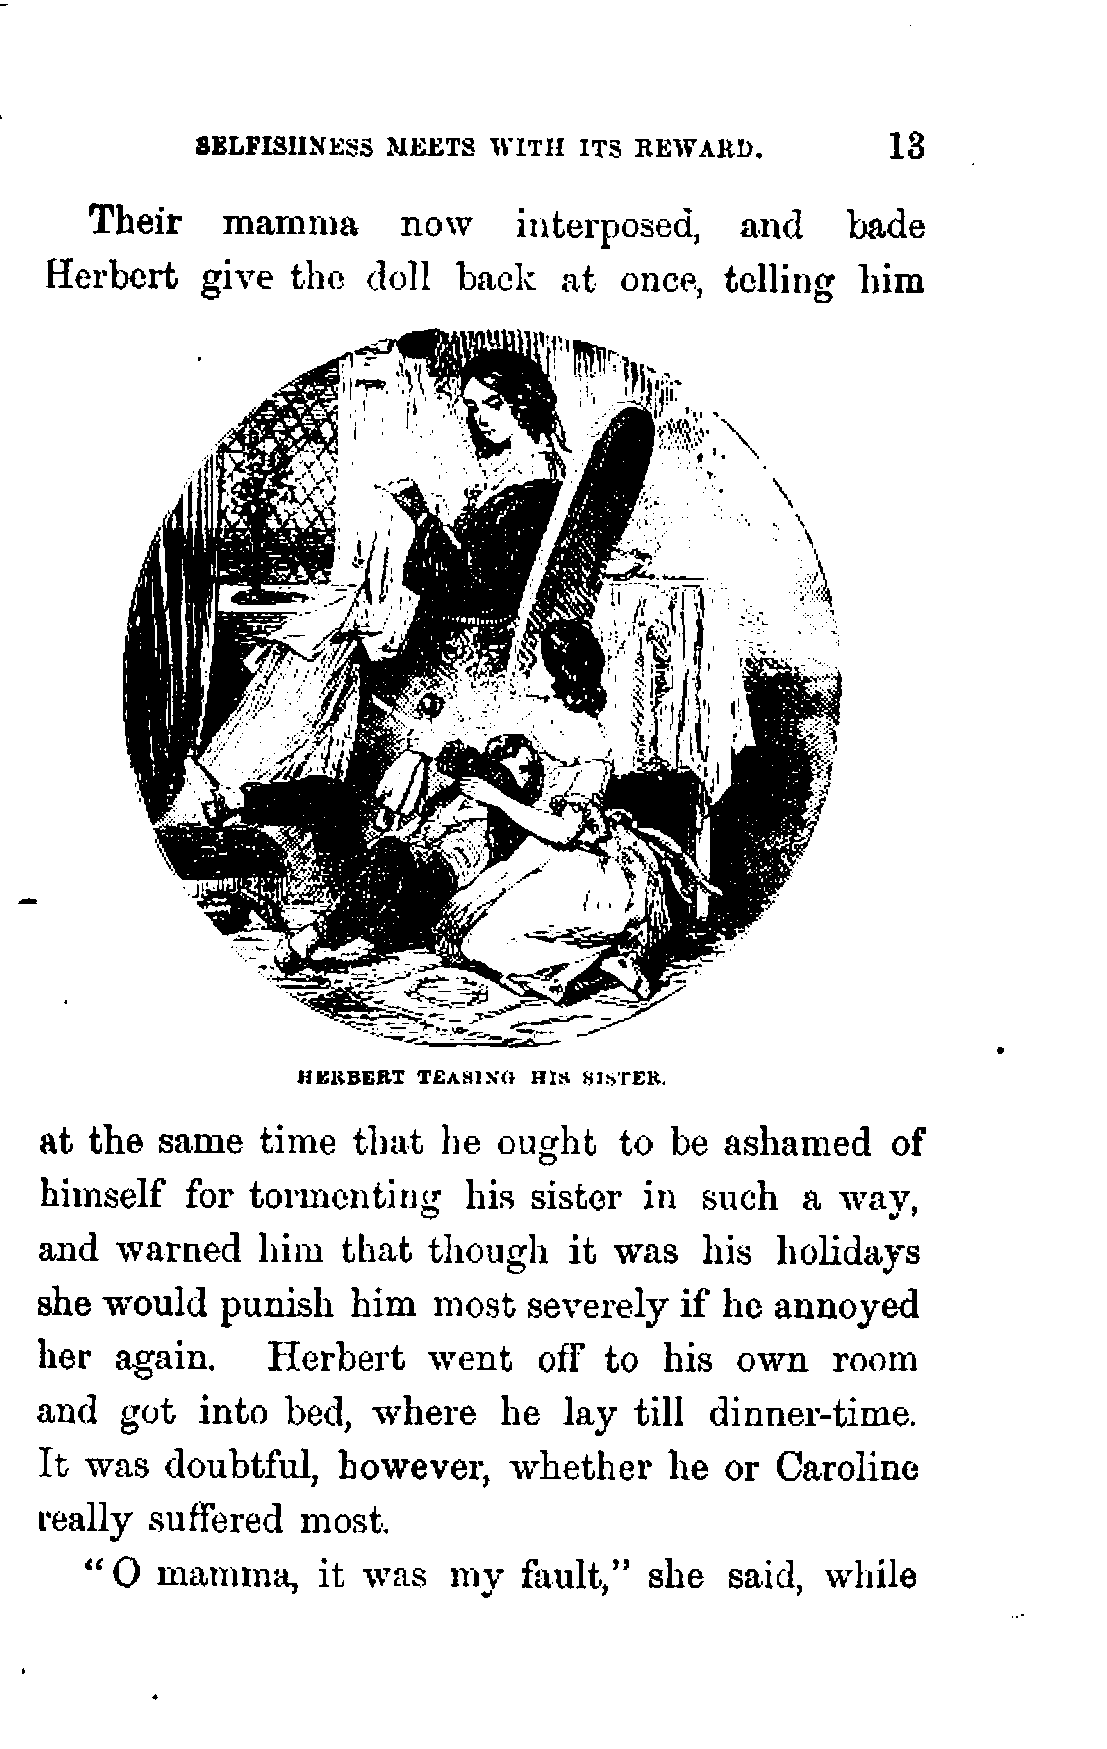 SELFISHNESS MEETS WITH ITS REWARD. 13
Their mamma now interposed, and bade
Herbert give the doll back at once, telling him
HERBERT TEASING HIS SISTER.
at the same time that he ought to be ashamed of
himself for tormenting his sister in such a way,
and warned him that though it was his holidays
she would punish him most severely if he annoyed
her again. Herbert went off to his own room
and got into bed, where he lay till dinner-time.
It was doubtful, however, whether he or Caroline
really suffered most.
"O mamma, it was my fault," she said, while